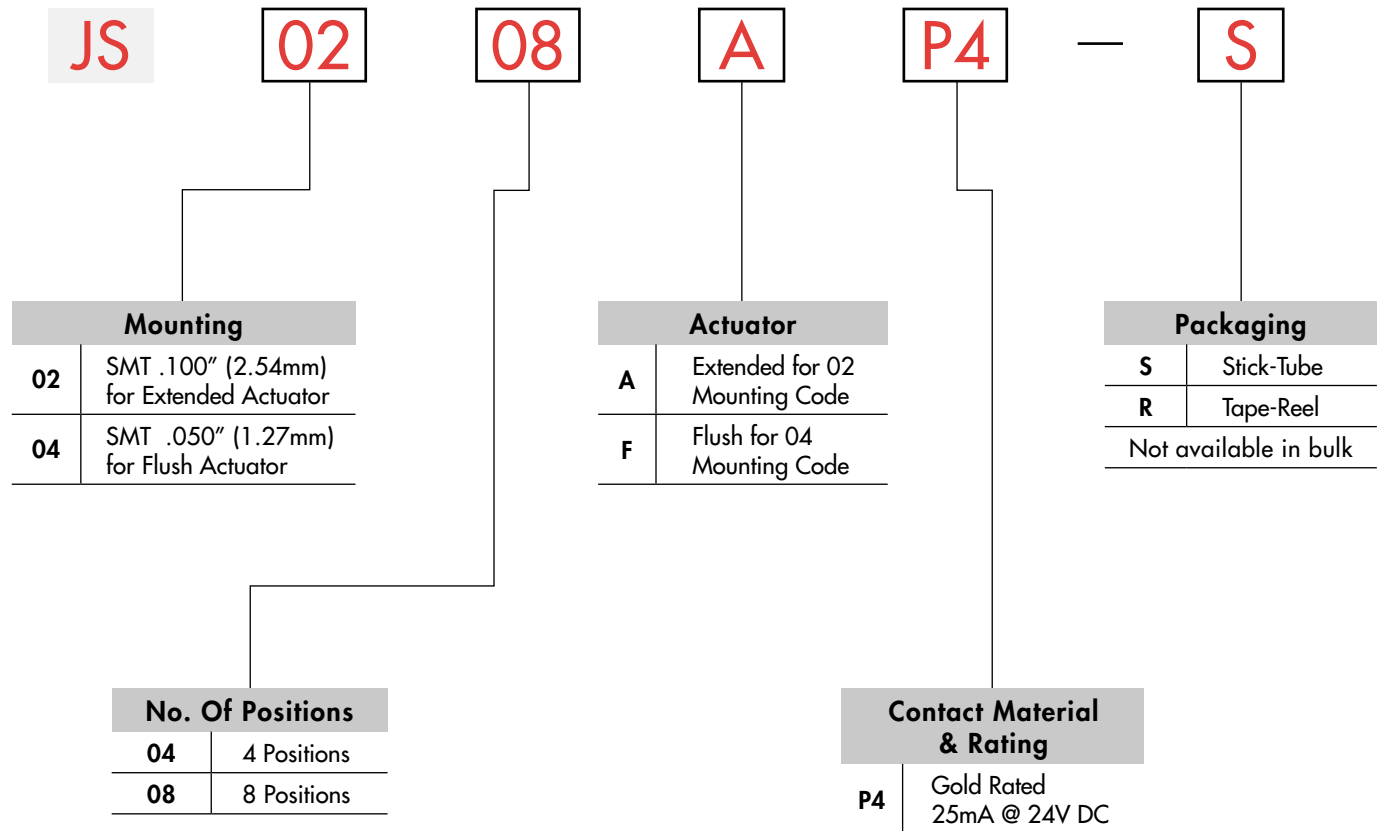 JS 02 08 A P4 — S
Mounting
02 SMT .100” (2.54mm)
for Extended Actuator
04 SMT .050” (1.27mm)
for Flush Actuator
Actuator
A Extended for 02
Mounting Code
F Flush for 04
Mounting Code
Packaging
S Stick-Tube
R Tape-Reel
Not available in bulk
No. Of Positions
04 4 Positions
08 8 Positions
Contact Material
& Rating
P4 Gold Rated
25mA @ 24V DC